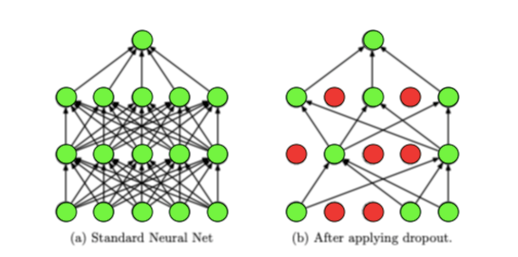 (a) Standard Neural Net
(b) After applying dropout.